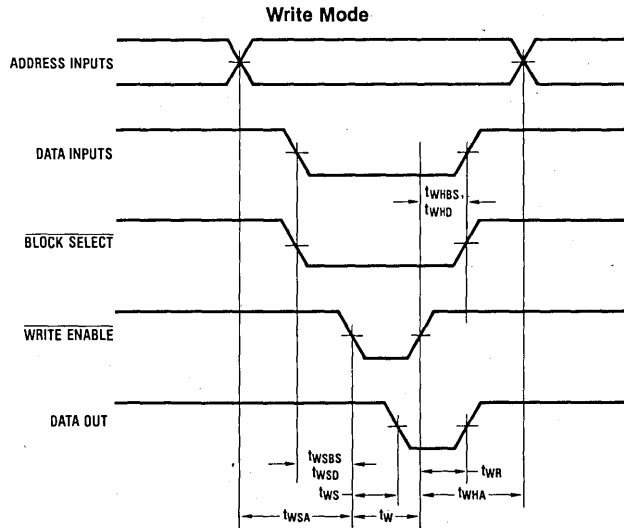 Write Mode
ADDRESS INPUTS
DATA INPUTS
tWHBS,
tWHD
BLOCK SELECT
WRITE ENABLE
DATA OUT
tWSBS
tWSD
tWR
tWS
tWHA
tWSA
tW